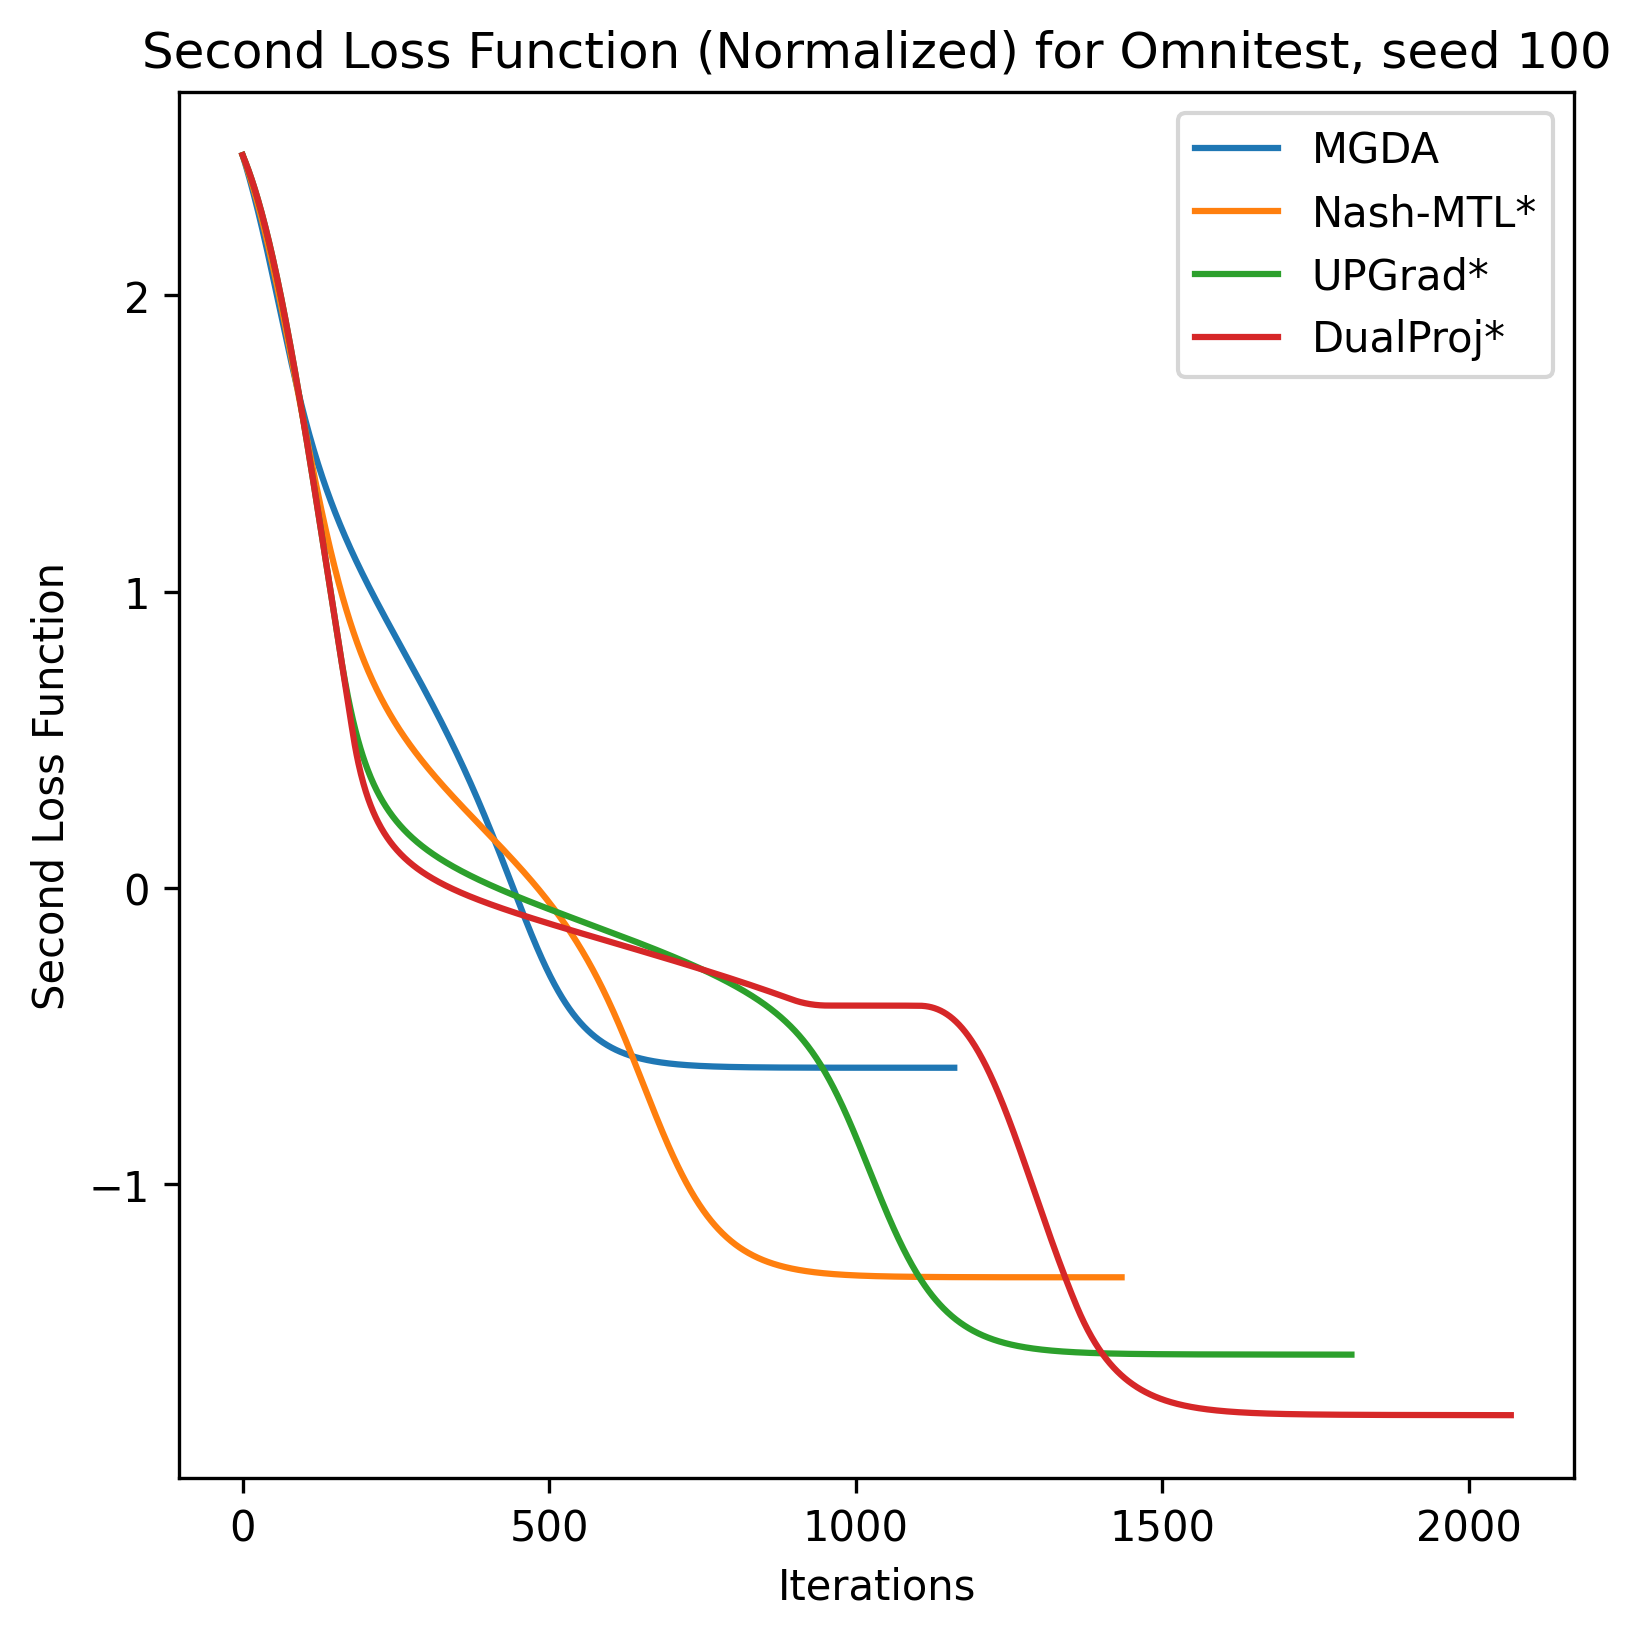 Second Loss Function (Normalized) for Omnitest, seed 100
MGDA
Nash-MTL*
UPGrad*
DualProj*
Second Loss Function
2
1
0
−1
0 500 1000 1500 2000
Iterations